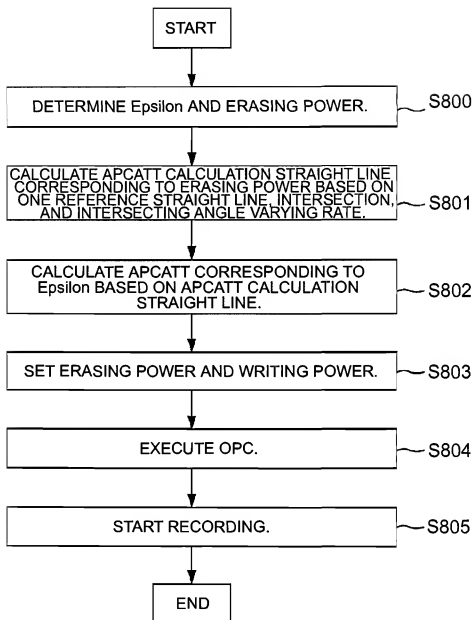 START
DETERMINE Epsilon AND ERASING POWER.
S800
CALCULATE APCATT CALCULATION STRAIGHT LINE
CORRESPONDING TO ERASING POWER BASED ON
ONE REFERENCE STRAIGHT LINE, INTERSECTION,
AND INTERSECTING ANGLE VARYING RATE.
S801
CALCULATE APCATT CORRESPONDING TO
Epsilon BASED ON APCATT CALCULATION
STRAIGHT LINE.
S802
SET ERASING POWER AND WRITING POWER.
S803
EXECUTE OPC.
S804
START RECORDING.
S805
END